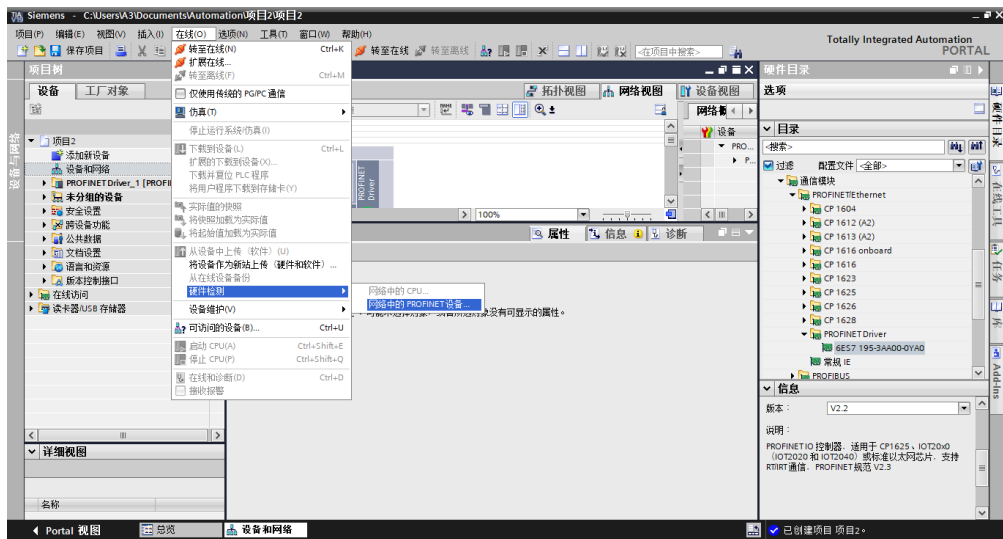 Siemens - C:\Users\A3\Documents\Automation\项目2\项目2
项目(P) 编辑(E) 视图(V) 插入(I) 在线(O) 选项(N) 工具(T) 窗口(W) 帮助(H)
Totally Integrated Automation
PORTAL
保存项目
转至在线 转至离线
<在项目中搜索>
转至在线(N) Ctrl+K
扩展在线...
转至离线(F) Ctrl+M
仅使用传统的 PG/PC 通信
仿真(T)
停止运行系统/仿真(I)
下载到设备(L) Ctrl+L
扩展的下载到设备(X)...
下载并复位 PLC 程序
将用户程序下载到存储卡(Y)
实际值的快照
将快照加载为实际值
将起始值加载为实际值
从设备中上传（软件）(U)
将设备作为新站上传（硬件和软件）...
从在线设备备份
硬件检测
网络中的 CPU...
网络中的 PROFINET 设备...
设备维护(V)
可访问的设备(B)... Ctrl+U
启动 CPU(A) Ctrl+Shift+E
停止 CPU(P) Ctrl+Shift+Q
在线和诊断(D) Ctrl+D
接收报警
项目树
设备 工厂对象
设备与网络
项目2
添加新设备
设备和网络
PROFINET Driver_1 [PROFI
未分组的设备
安全设置
跨设备功能
公共数据
文档设置
语言和资源
版本控制接口
在线访问
读卡器/USB 存储器
详细视图
名称
拓扑视图 网络视图 设备视图
网络
设备
PRO...
P...
PROFINET
Driver
100%
属性 信息 诊断
没有可显示的属性。
硬件目录
选项
目录
<搜索>
过滤 配置文件 <全部>
通信模块
PROFINET/Ethernet
CP 1604
CP 1612 (A2)
CP 1613 (A2)
CP 1616 onboard
CP 1616
CP 1623
CP 1625
CP 1626
CP 1628
PROFINET Driver
6ES7 195-3AA00-0YA0
常规 IE
PROFIBUS
信息
版本： V2.2
说明：
PROFINET IO 控制器．适用于 CP1625、IOT20x0
（IOT2020 和 IOT2040）或标准以太网芯片．支持
RT/IRT 通信．PROFINET 规范 V2.3
硬件目录
在线工具
任务
库
Add-Ins
Portal 视图 总览 设备和网络
已创建项目 项目2。